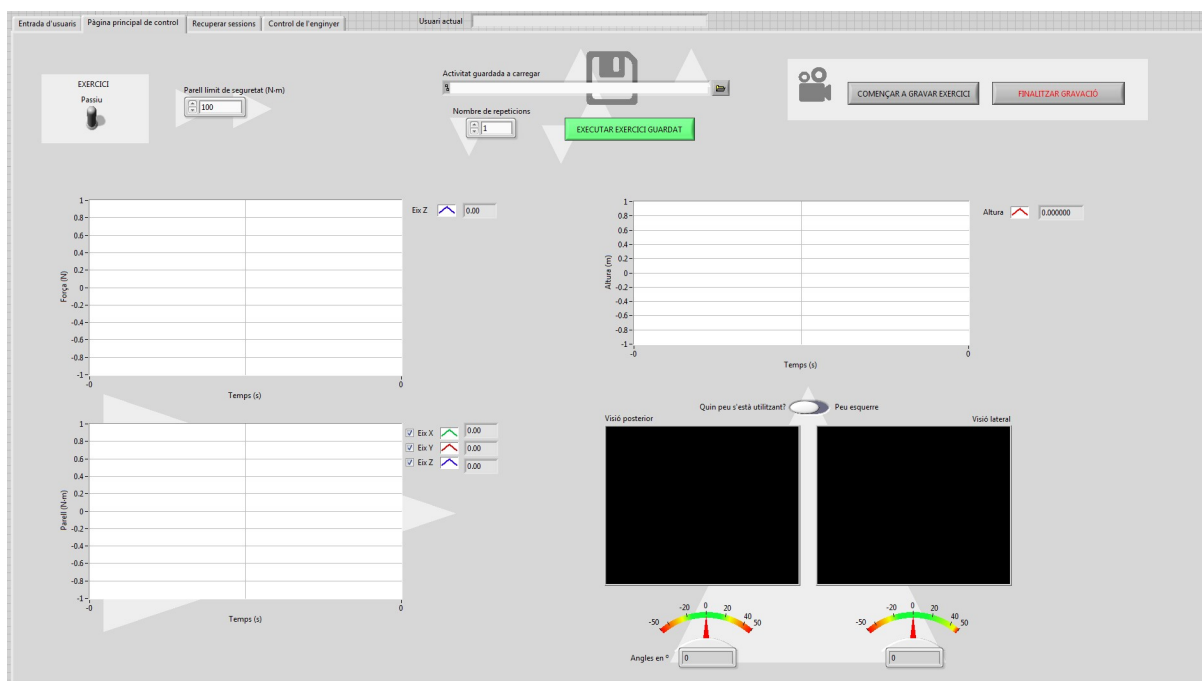 Entrada d'usuaris
Pàgina principal de control
Recuperar sessions
Control de l'enginyer
Usuari actual
EXERCICI
Passiu
Parell límit de seguretat (N·m)
100
Activitat guardada a carregar
Nombre de repeticions
1
EXECUTAR EXERCICI GUARDAT
COMENÇAR A GRAVAR EXERCICI
FINALITZAR GRAVACIÓ
Força (N)
1
0.8
0.6
0.4
0.2
0
-0.2
-0.4
-0.6
-0.8
-1
-0
0
Temps (s)
Eix Z
0.00
Altura (m)
1
0.8
0.6
0.4
0.2
0
-0.2
-0.4
-0.6
-0.8
-1
-0
0
Temps (s)
Altura
0.000000
Parell (N·m)
1
0.8
0.6
0.4
0.2
0
-0.2
-0.4
-0.6
-0.8
-1
-0
0
Temps (s)
Eix X
0.00
Eix Y
0.00
Eix Z
0.00
Quin peu s'està utilitzant?
Peu esquerre
Visió posterior
Visió lateral
-50
-20
0
20
40
50
-50
-20
0
20
40
50
Angles en º
0
0